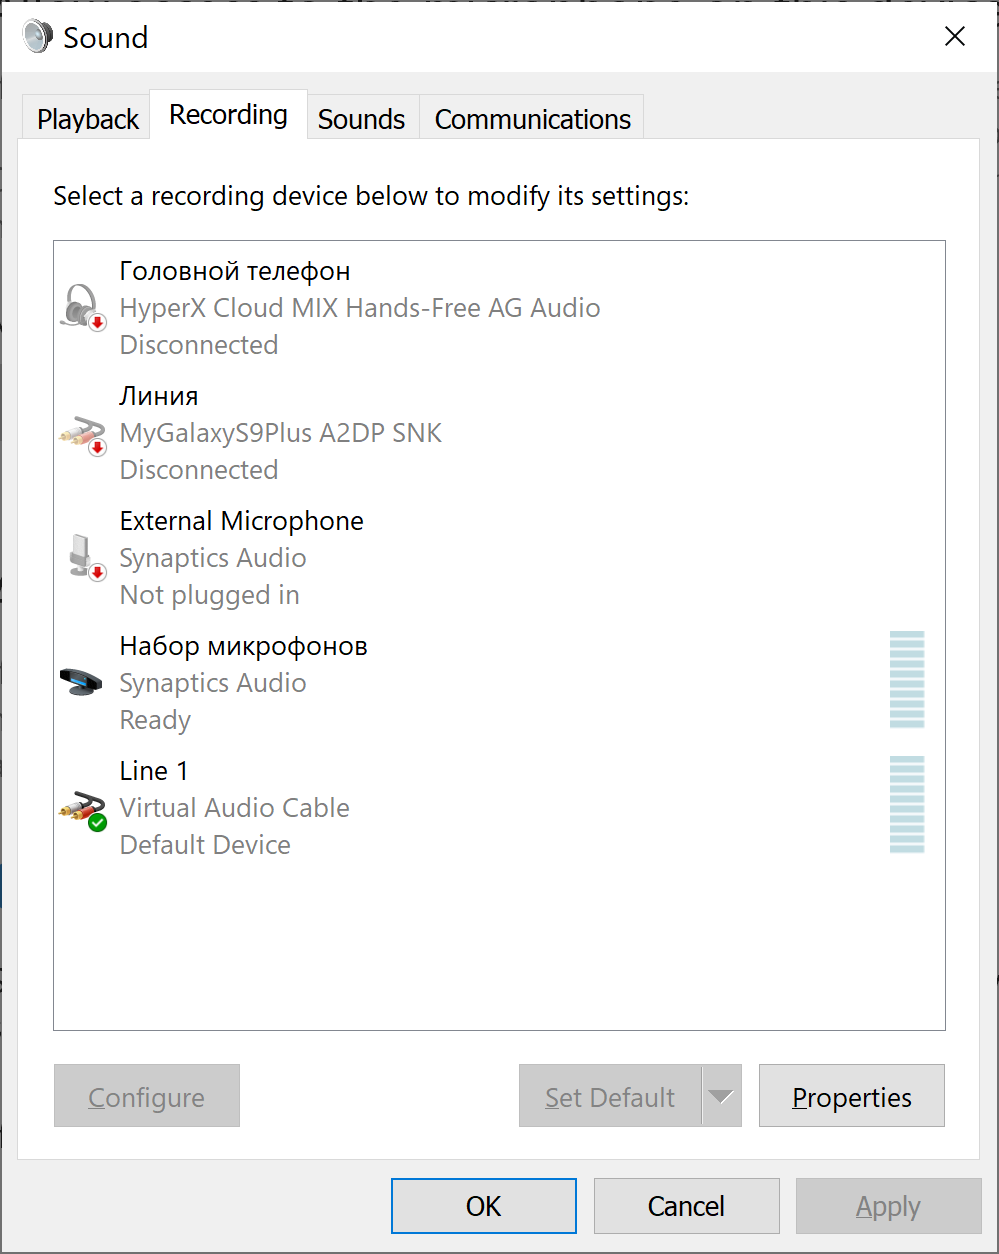 Sound
Playback
Recording
Sounds
Communications
Select a recording device below to modify its settings:
Головной телефон
HyperX Cloud MIX Hands-Free AG Audio
Disconnected
Линия
MyGalaxyS9Plus A2DP SNK
Disconnected
External Microphone
Synaptics Audio
Not plugged in
Набор микрофонов
Synaptics Audio
Ready
Line 1
Virtual Audio Cable
Default Device
Configure
Set Default
Properties
OK
Cancel
Apply